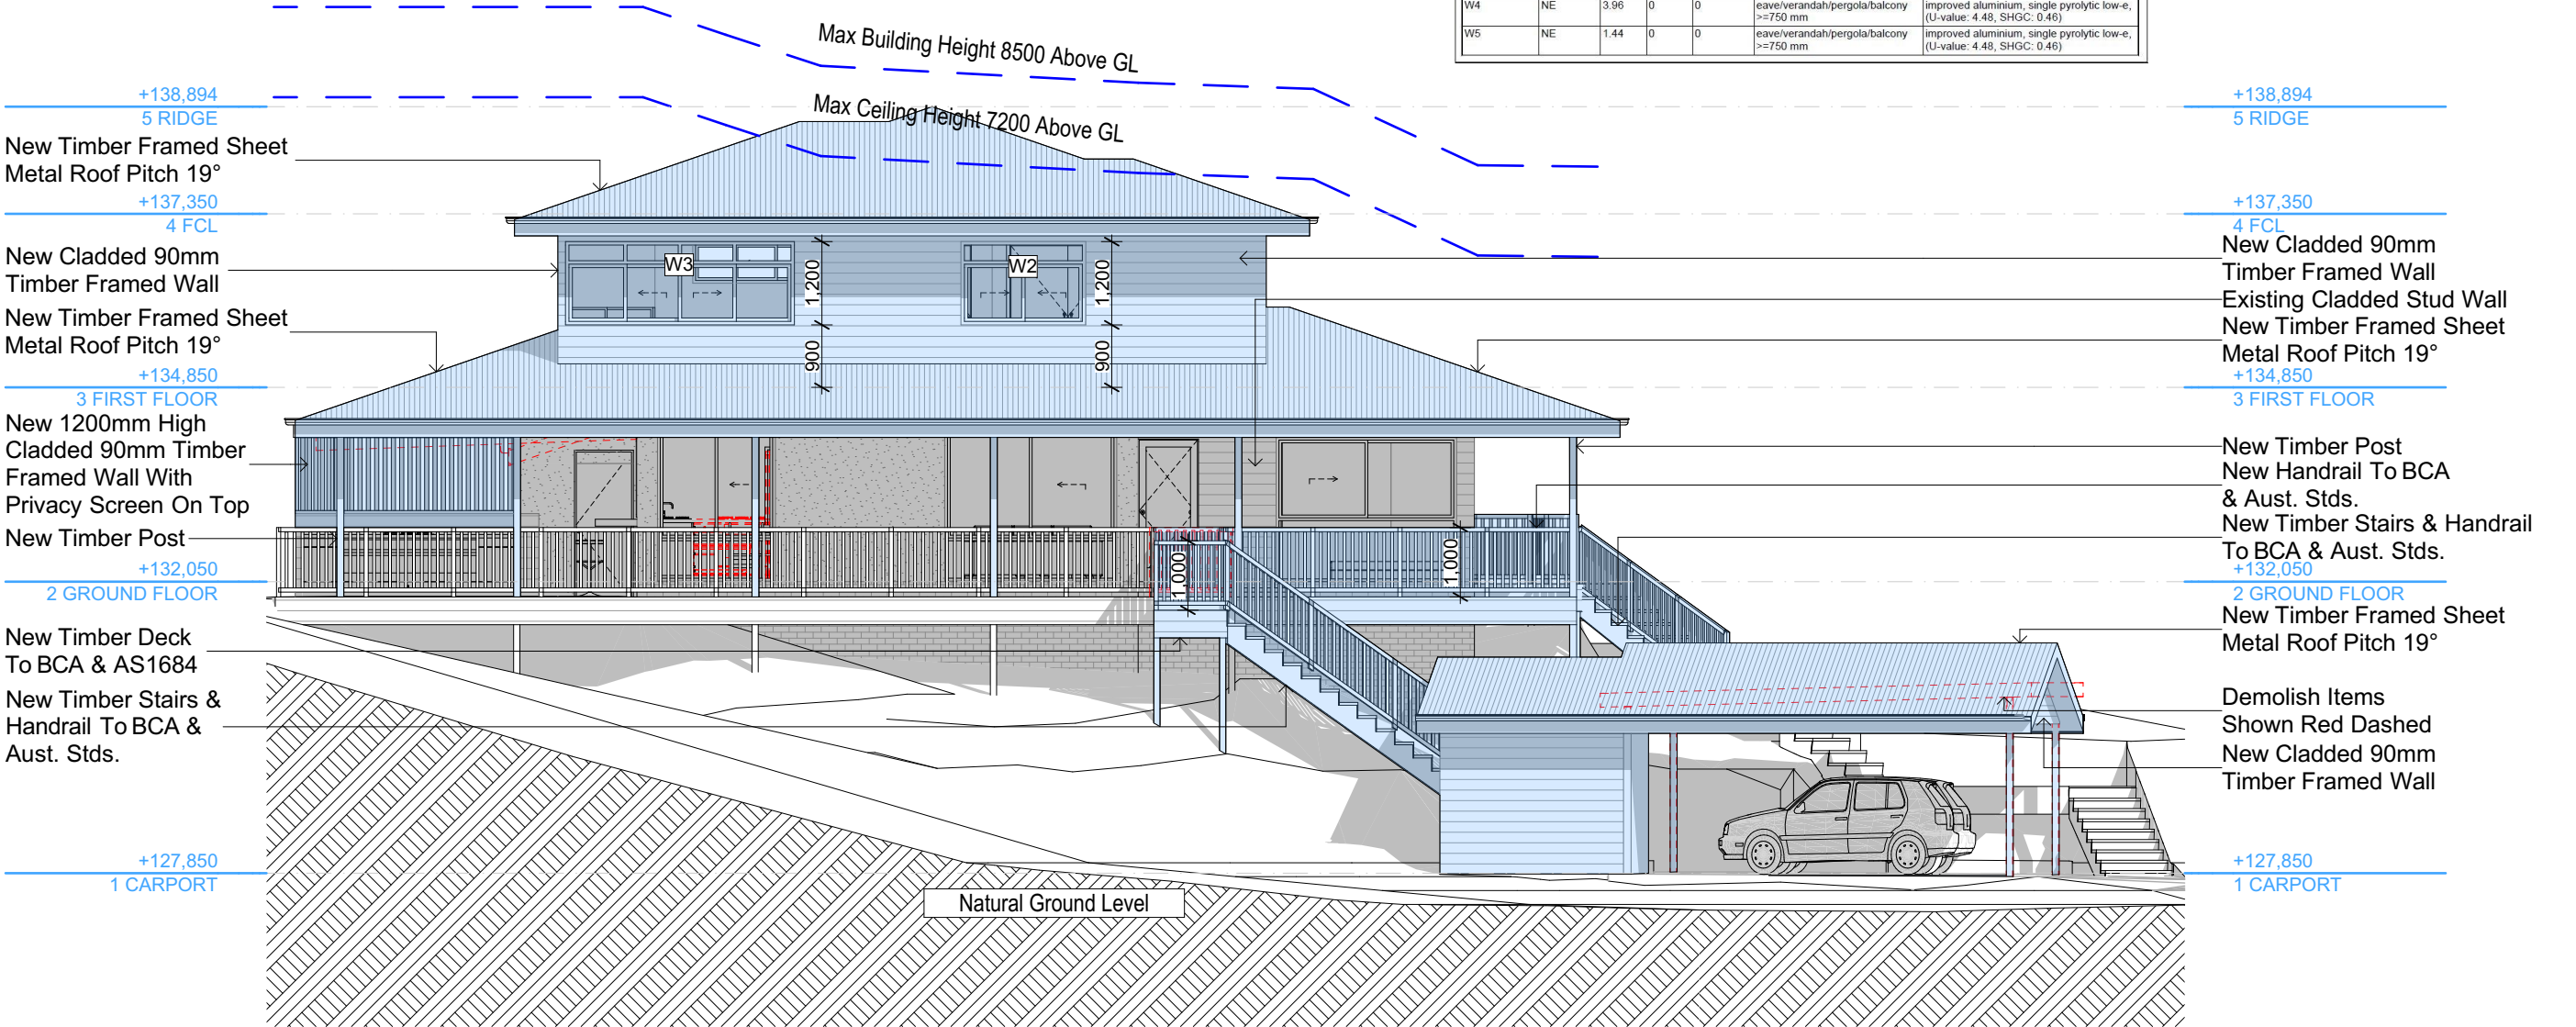 W4 NE 3.96 0 0 eave/verandah/pergola/balcony improved aluminium, single pyrolytic low-e,
>=750 mm (U-value: 4.48, SHGC: 0.46)
W5 NE 1.44 0 0 eave/verandah/pergola/balcony improved aluminium, single pyrolytic low-e,
>=750 mm (U-value: 4.48, SHGC: 0.46)
Max Building Height 8500 Above GL
Max Ceiling Height 7200 Above GL
+138,894
5 RIDGE
New Timber Framed Sheet
Metal Roof Pitch 19°
+137,350
4 FCL
New Cladded 90mm
Timber Framed Wall
New Timber Framed Sheet
Metal Roof Pitch 19°
+134,850
3 FIRST FLOOR
New 1200mm High
Cladded 90mm Timber
Framed Wall With
Privacy Screen On Top
New Timber Post
+132,050
2 GROUND FLOOR
New Timber Deck
To BCA & AS1684
New Timber Stairs &
Handrail To BCA &
Aust. Stds.
+127,850
1 CARPORT
W3
1,200
900
W2
1,200
900
1,000
1,000
Natural Ground Level
+138,894
5 RIDGE
+137,350
4 FCL
New Cladded 90mm
Timber Framed Wall
Existing Cladded Stud Wall
New Timber Framed Sheet
Metal Roof Pitch 19°
+134,850
3 FIRST FLOOR
New Timber Post
New Handrail To BCA
& Aust. Stds.
New Timber Stairs & Handrail
To BCA & Aust. Stds.
+132,050
2 GROUND FLOOR
New Timber Framed Sheet
Metal Roof Pitch 19°
Demolish Items
Shown Red Dashed
New Cladded 90mm
Timber Framed Wall
+127,850
1 CARPORT